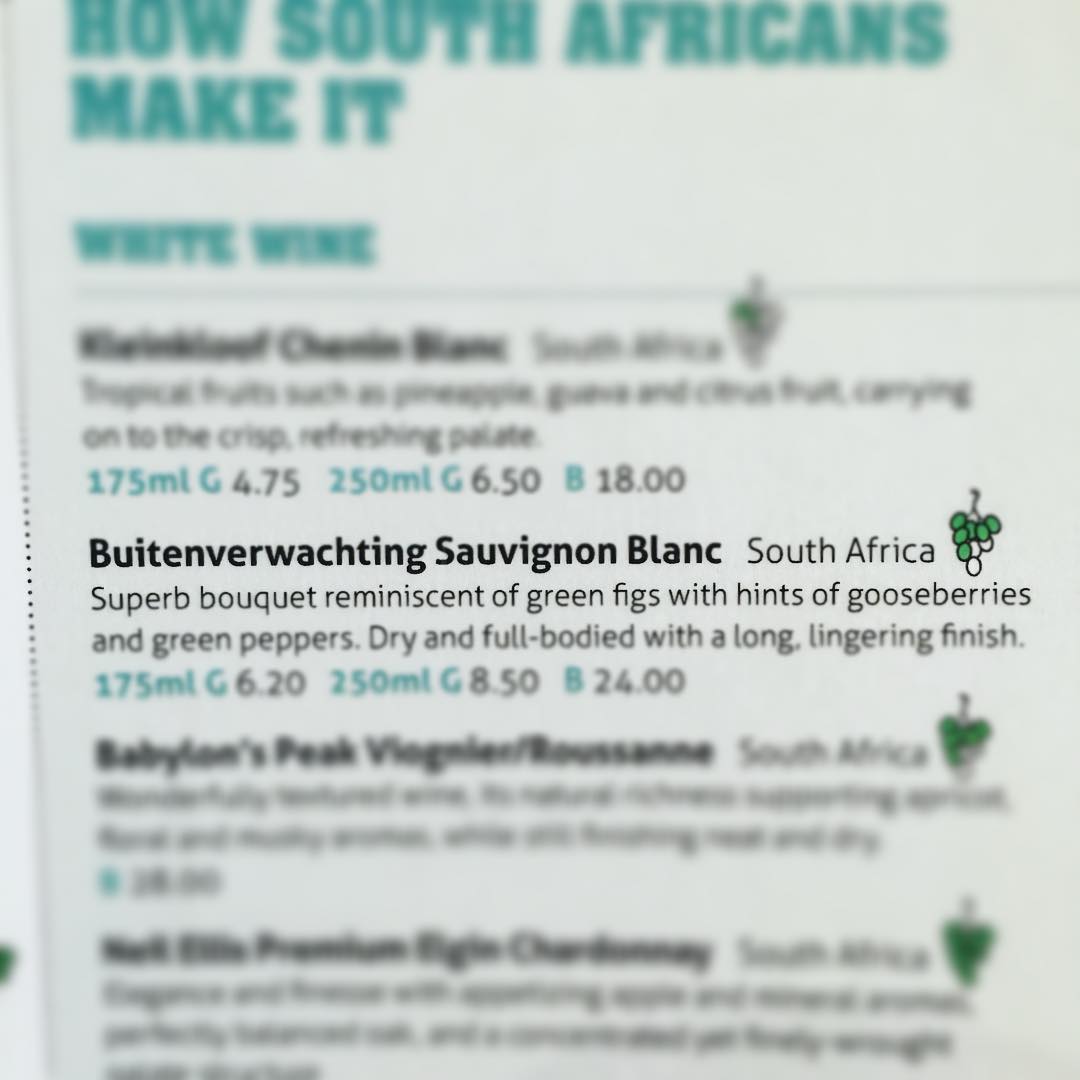 HOW SOUTH AFRICANS
MAKE IT
WHITE WINE
Kleinkloof Chenin Blanc South Africa
Tropical fruits such as pineapple, guava and citrus fruit, carrying
on to the crisp, refreshing palate.
175ml G 4.75 250ml G 6.50 B 18.00
Buitenverwachting Sauvignon Blanc South Africa
Superb bouquet reminiscent of green figs with hints of gooseberries
and green peppers. Dry and full-bodied with a long, lingering finish.
175ml G 6.20 250ml G 8.50 B 24.00
Babylon's Peak Viognier/Roussanne South Africa
Wonderfully textured wine, its natural richness supporting apricot,
floral and musky aromas, while still finishing neat and dry.
B 28.00
Neil Ellis Premium Elgin Chardonnay South Africa
Elegance and finesse with appetizing apple and mineral aromas,
perfectly balanced oak, and a concentrated yet finely-wrought
palate structure